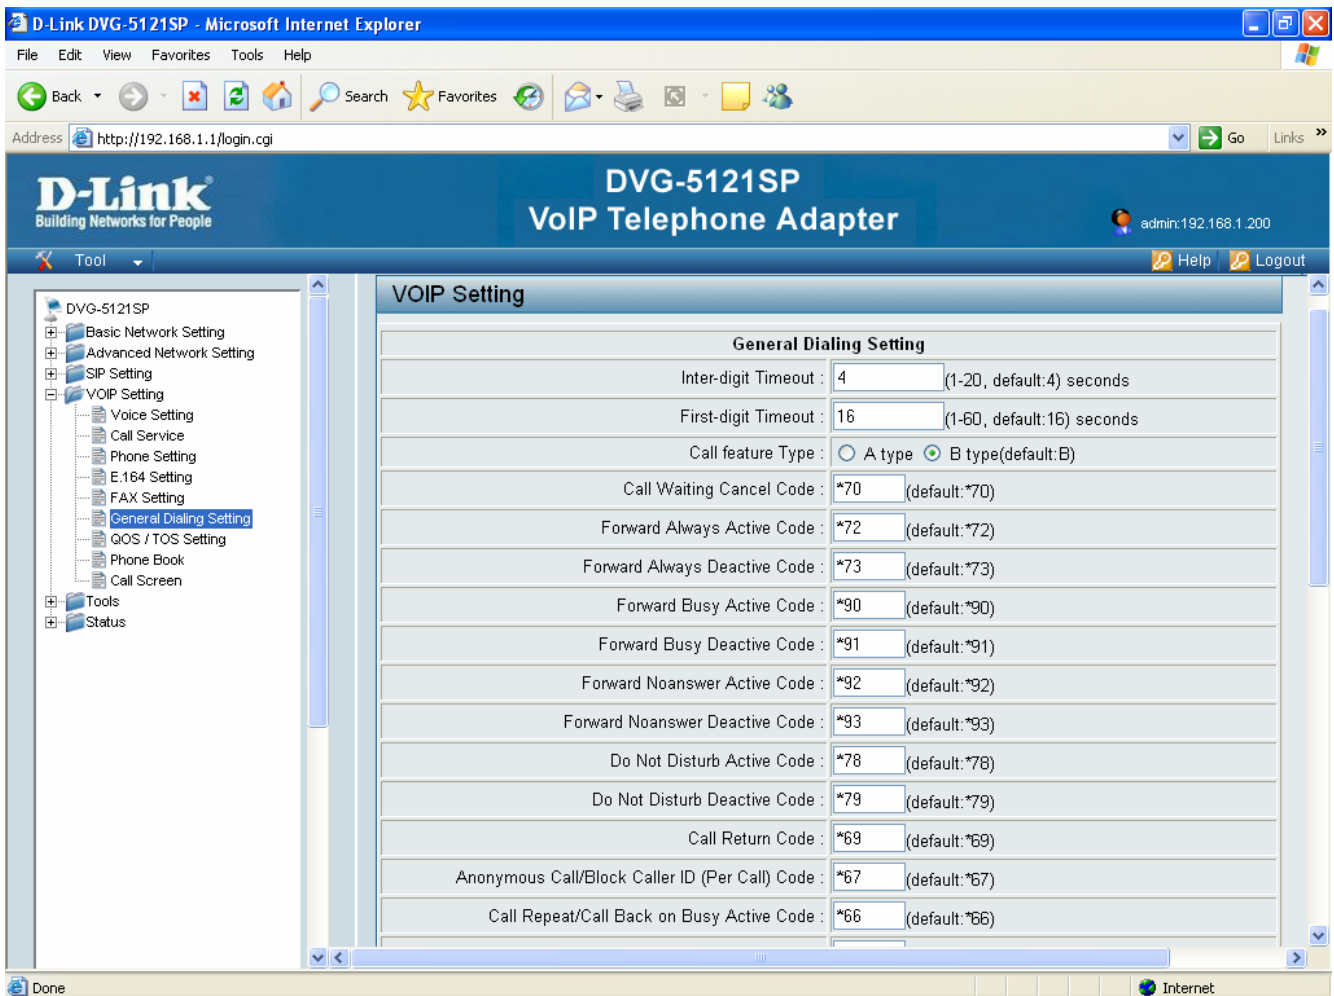 D-Link DVG-5121SP - Microsoft Internet Explorer
File Edit View Favorites Tools Help
Back Search Favorites
Address http://192.168.1.1/login.cgi Go Links »
D-Link
Building Networks for People
DVG-5121SP
VoIP Telephone Adapter
admin:192.168.1.200
Tool Help Logout
DVG-5121SP
Basic Network Setting
Advanced Network Setting
SIP Setting
VOIP Setting
Voice Setting
Call Service
Phone Setting
E.164 Setting
FAX Setting
General Dialing Setting
QOS / TOS Setting
Phone Book
Call Screen
Tools
Status
VOIP Setting
General Dialing Setting
Inter-digit Timeout : 4 (1-20, default:4) seconds
First-digit Timeout : 16 (1-60, default:16) seconds
Call feature Type : A type B type(default:B)
Call Waiting Cancel Code : *70 (default:*70)
Forward Always Active Code : *72 (default:*72)
Forward Always Deactive Code : *73 (default:*73)
Forward Busy Active Code : *90 (default:*90)
Forward Busy Deactive Code : *91 (default:*91)
Forward Noanswer Active Code : *92 (default:*92)
Forward Noanswer Deactive Code : *93 (default:*93)
Do Not Disturb Active Code : *78 (default:*78)
Do Not Disturb Deactive Code : *79 (default:*79)
Call Return Code : *69 (default:*69)
Anonymous Call/Block Caller ID (Per Call) Code : *67 (default:*67)
Call Repeat/Call Back on Busy Active Code : *66 (default:*66)
Done Internet